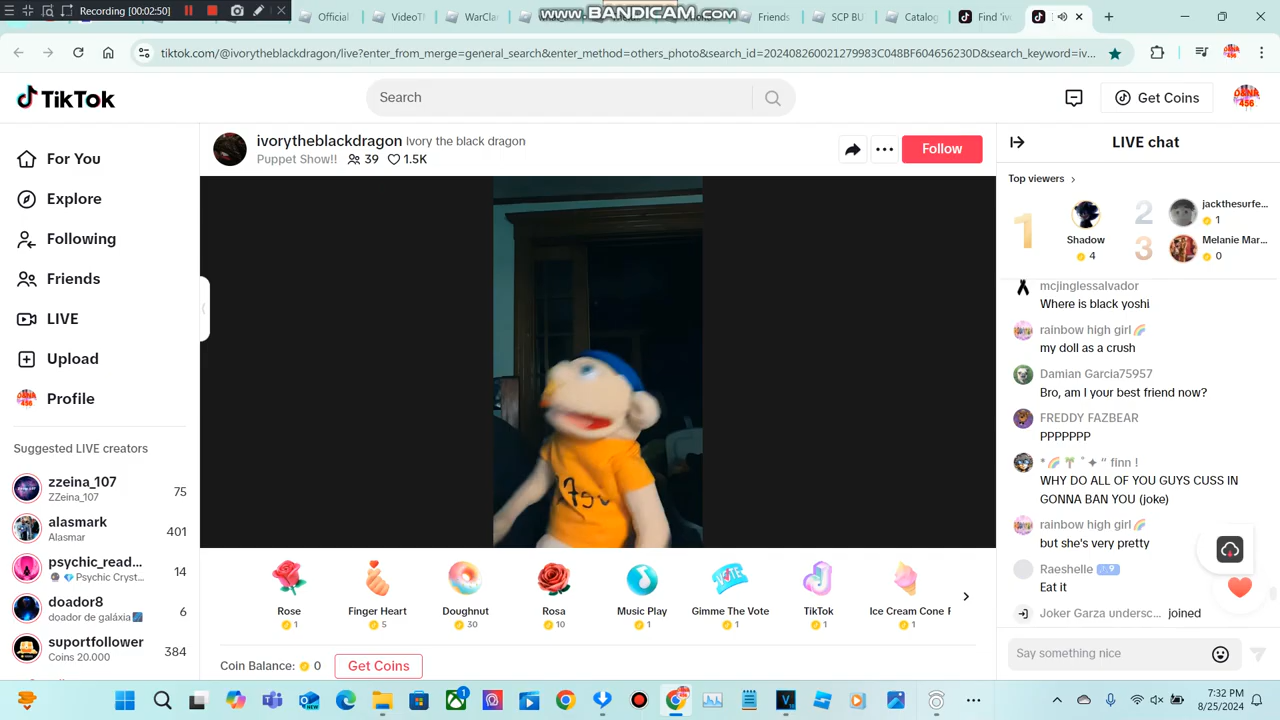 Recording [00:02:50]
Official
VideoT
WarCla
www.BANDICAM.com
Friends
SCP BU
Catalog
Find 'iv
tiktok.com/@ivorytheblackdragon/live?enter_from_merge=general_search&enter_method=others_photo&search_id=202408260021279983C048BF604656230D&search_keyword=iv...
TikTok
Search
Get Coins
For You
Explore
Following
Friends
LIVE
Upload
Profile
Suggested LIVE creators
zzeina_107
ZZeina_107
75
alasmark
Alasmar
401
psychic_read...
Psychic Cryst...
14
doador8
doador de galáxia
6
suportfollower
Coins 20.000
384
ivorytheblackdragon Ivory the black dragon
Puppet Show!! 39 1.5K
Follow
Rose
1
Finger Heart
5
Doughnut
30
Rosa
10
Music Play
1
Gimme The Vote
1
TikTok
1
Ice Cream Cone F
1
Coin Balance: 0
Get Coins
LIVE chat
Top viewers
1
Shadow
4
2
jackthesurfe...
1
3
Melanie Mar...
0
mcjinglessalvador
Where is black yoshi
rainbow high girl🌈
my doll as a crush
Damian Garcia75957
Bro, am I your best friend now?
FREDDY FAZBEAR
PPPPPPP
*🌈🌴 ˚ ✦ “ finn !
WHY DO ALL OF YOU GUYS CUSS IN
GONNA BAN YOU (joke)
rainbow high girl🌈
but she's very pretty
Raeshelle 9
Eat it
Joker Garza undersc... joined
Say something nice
7:32 PM
8/25/2024